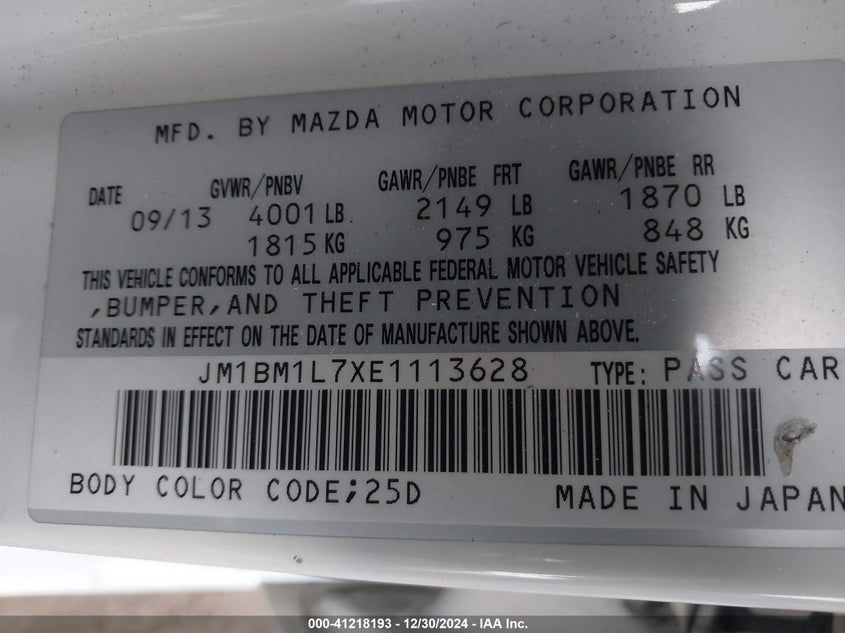 MFD. BY MAZDA MOTOR CORPORATION
DATE GVWR/PNBV GAWR/PNBE FRT GAWR/PNBE RR
09/13 4001 LB 2149 LB 1870 LB
1815 KG 975 KG 848 KG
THIS VEHICLE CONFORMS TO ALL APPLICABLE FEDERAL MOTOR VEHICLE SAFETY
,BUMPER,AND THEFT PREVENTION
STANDARDS IN EFFECT ON THE DATE OF MANUFACTURE SHOWN ABOVE.
JM1BM1L7XE1113628 TYPE: PASS CAR
BODY COLOR CODE;25D MADE IN JAPAN
000-41218193 - 12/30/2024 - IAA Inc.